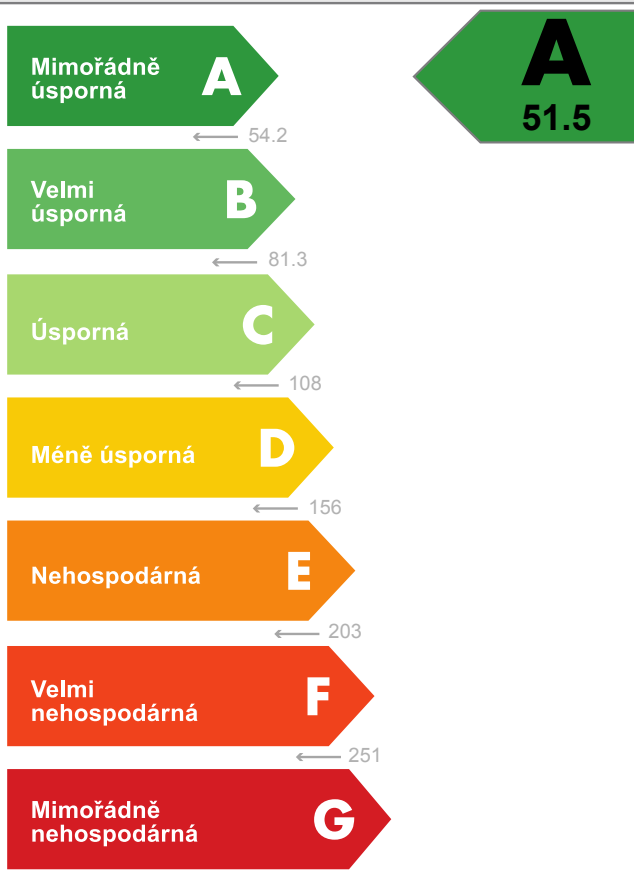 Mimořádně
úsporná
A
A
51.5
← 54.2
Velmi
úsporná
B
← 81.3
Úsporná
C
← 108
Méně úsporná
D
← 156
Nehospodárná
E
← 203
Velmi
nehospodárná
F
← 251
Mimořádně
nehospodárná
G